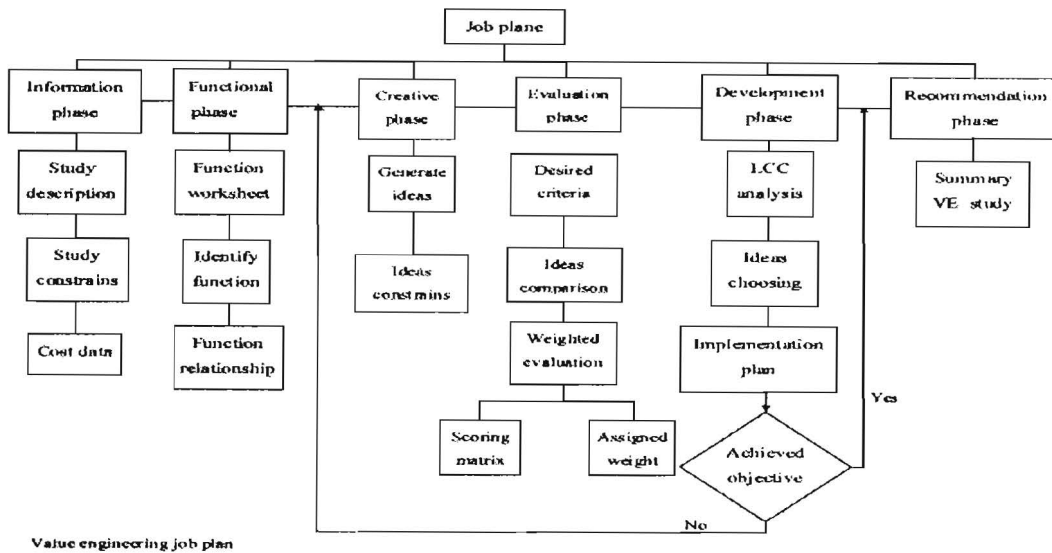 Job plane
Information
phase
Functional
phase
Creative
phase
Evaluation
phase
Development
phase
Recommendation
phase
Study
description
Function
worksheet
Generate
ideas
Desired
criteria
LCC
analysis
Summary
VE study
Study
constrains
Identify
function
Ideas
constrains
Ideas
comparison
Ideas
choosing
Cost data
Function
relationship
Weighted
evaluation
Implementation
plan
Yes
Scoring
matrix
Assigned
weight
Achieved
objective
No
Value engineering job plan